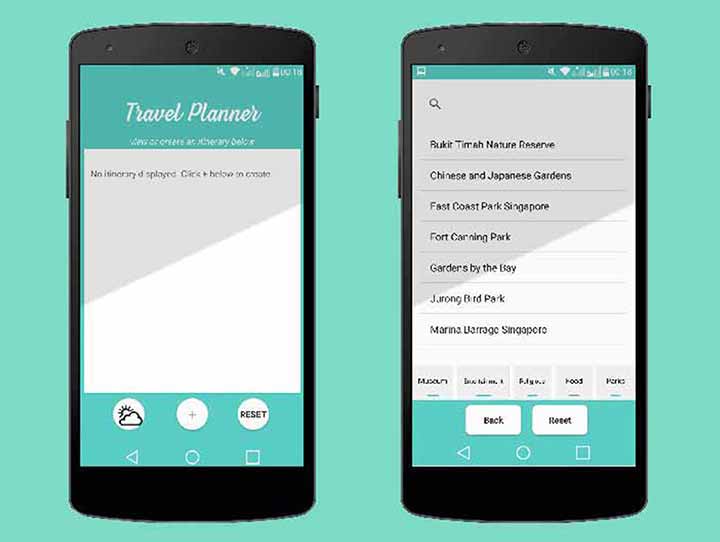 00:18
Travel Planner
View or create an itinerary below
No itinerary displayed. Click + below to create.
+
RESET
00:18
Bukit Timah Nature Reserve
Chinese and Japanese Gardens
East Coast Park Singapore
Fort Canning Park
Gardens by the Bay
Jurong Bird Park
Marina Barrage Singapore
Museum Entertainment Religious Food Parks
Back Reset